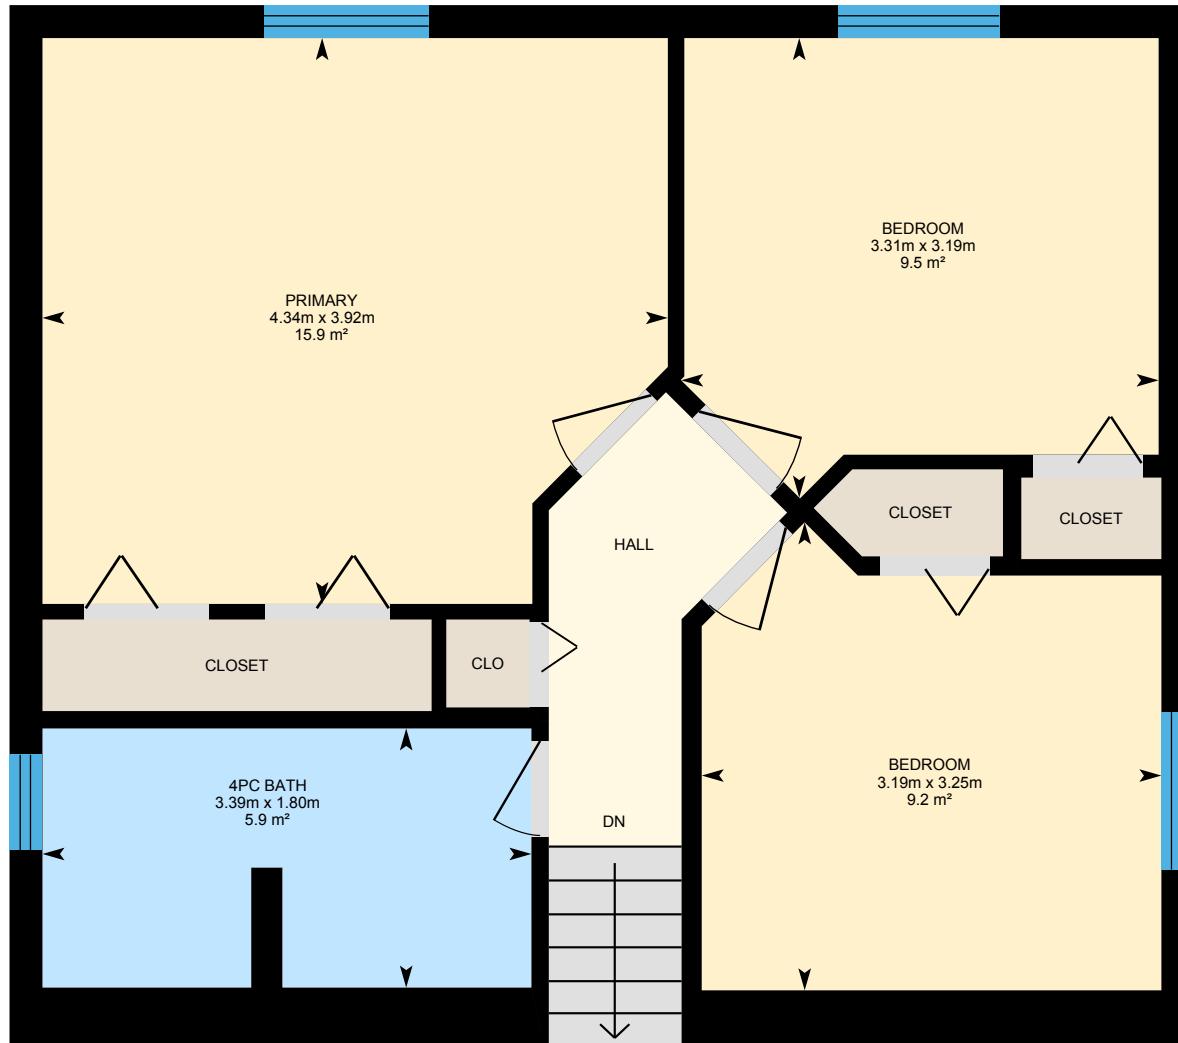 BEDROOM
3.31m x 3.19m
9.5 m²
PRIMARY
4.34m x 3.92m
15.9 m²
CLOSET
CLOSET
HALL
CLOSET
CLO
BEDROOM
3.19m x 3.25m
9.2 m²
4PC BATH
3.39m x 1.80m
5.9 m²
DN